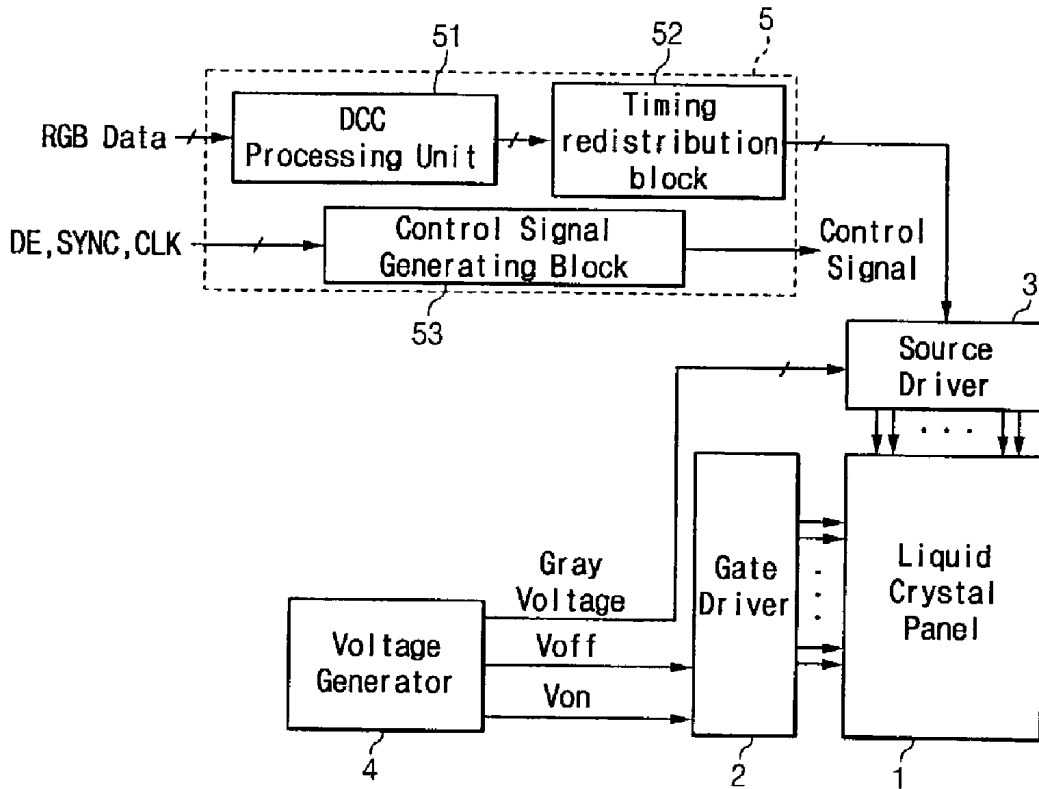 51
52
5
RGB Data
DCC
Processing Unit
Timing
redistribution
block
DE,SYNC,CLK
Control Signal
Generating Block
Control
Signal
53
3
Source
Driver
. . .
Gray
Voltage
Gate
Driver
Liquid
Crystal
Panel
Voltage
Generator
Voff
Von
4
2
1